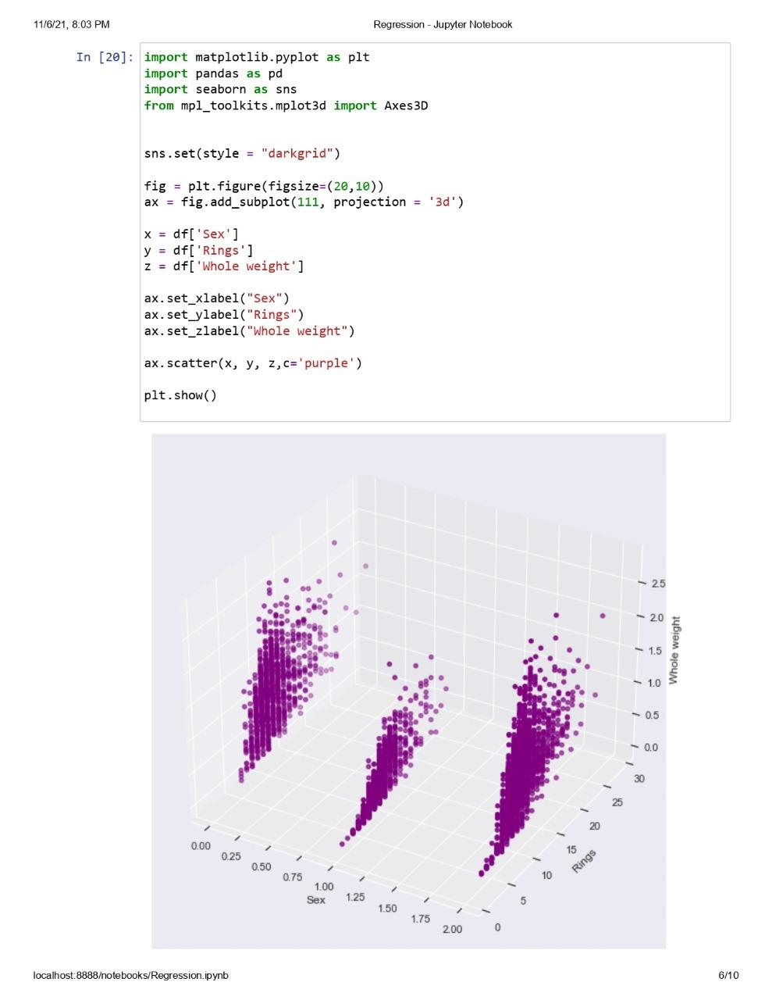 11/6/21, 8:03 PM
Regression - Jupyter Notebook
In [20]:
import matplotlib.pyplot as plt
import pandas as pd
import seaborn as sns
from mpl_toolkits.mplot3d import Axes3D
sns.set(style = "darkgrid")
fig = plt.figure(figsize=(20,10))
ax = fig.add_subplot(111, projection = '3d')
x = df['Sex']
y = df['Rings']
z = df['Whole weight']
ax.set_xlabel("Sex")
ax.set_ylabel("Rings")
ax.set_zlabel("Whole weight")
ax.scatter(x, y, z,c='purple')
plt.show()
2.5
2.0
1.5
1.0
0.5
0.0
Whole weight
30
25
20
15
10
5
0
Rings
0.00
0.25
0.50
0.75
1.00
1.25
1.50
1.75
2.00
Sex
localhost:8888/notebooks/Regression.ipynb
6/10